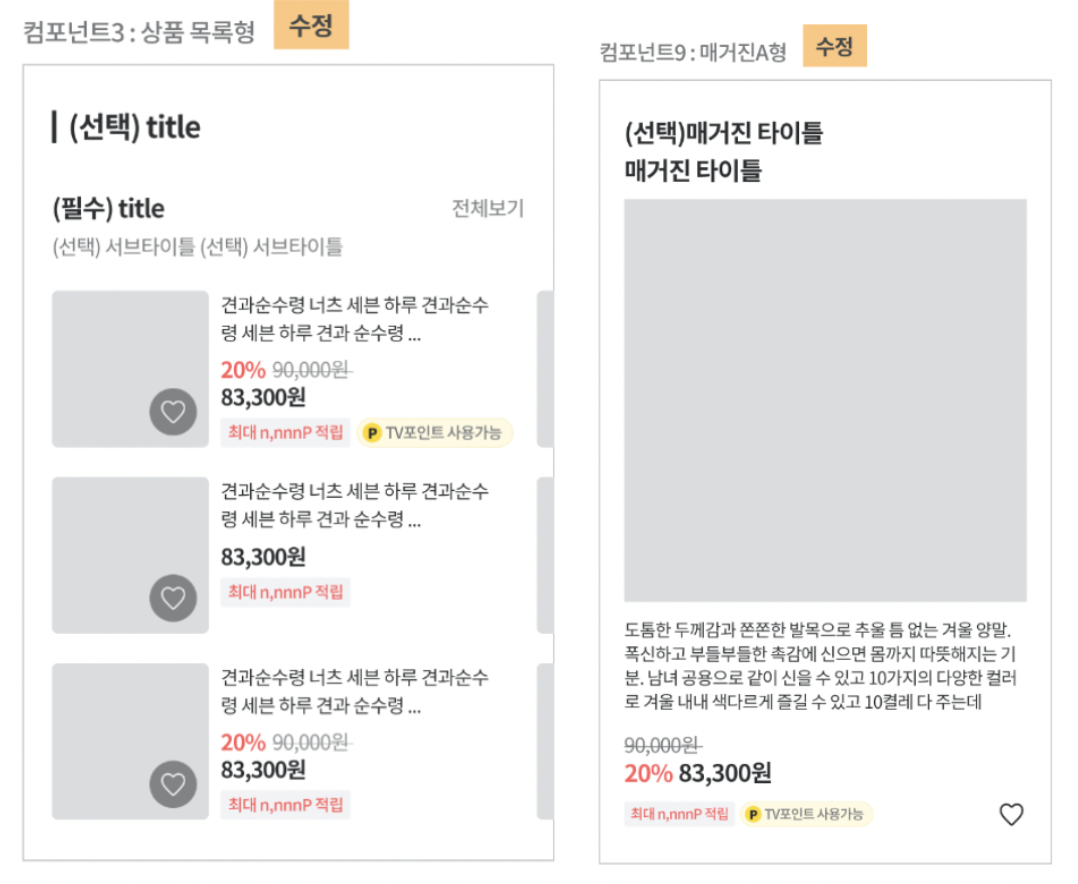 컴포넌트3 : 상품 목록형
수정
(선택) title
(필수) title
전체보기
(선택) 서브타이틀 (선택) 서브타이틀
견과순수령 너츠 세븐 하루 견과순수
령 세븐 하루 견과 순수령 ...
20% 90,000원
83,300원
최대 n,nnnP 적립
P TV포인트 사용가능
견과순수령 너츠 세븐 하루 견과순수
령 세븐 하루 견과 순수령 ...
83,300원
최대 n,nnnP 적립
견과순수령 너츠 세븐 하루 견과순수
령 세븐 하루 견과 순수령 ...
20% 90,000원
83,300원
최대 n,nnnP 적립
컴포넌트9 : 매거진A형
수정
(선택)매거진 타이틀
매거진 타이틀
도톰한 두께감과 쫀쫀한 발목으로 추울 틈 없는 겨울 양말.
폭신하고 부들부들한 촉감에 신으면 몸까지 따뜻해지는 기
분. 남녀 공용으로 같이 신을 수 있고 10가지의 다양한 컬러
로 겨울 내내 색다르게 즐길 수 있고 10켤레 다 주는데
90,000원
20% 83,300원
최대 n,nnnP 적립
P TV포인트 사용가능